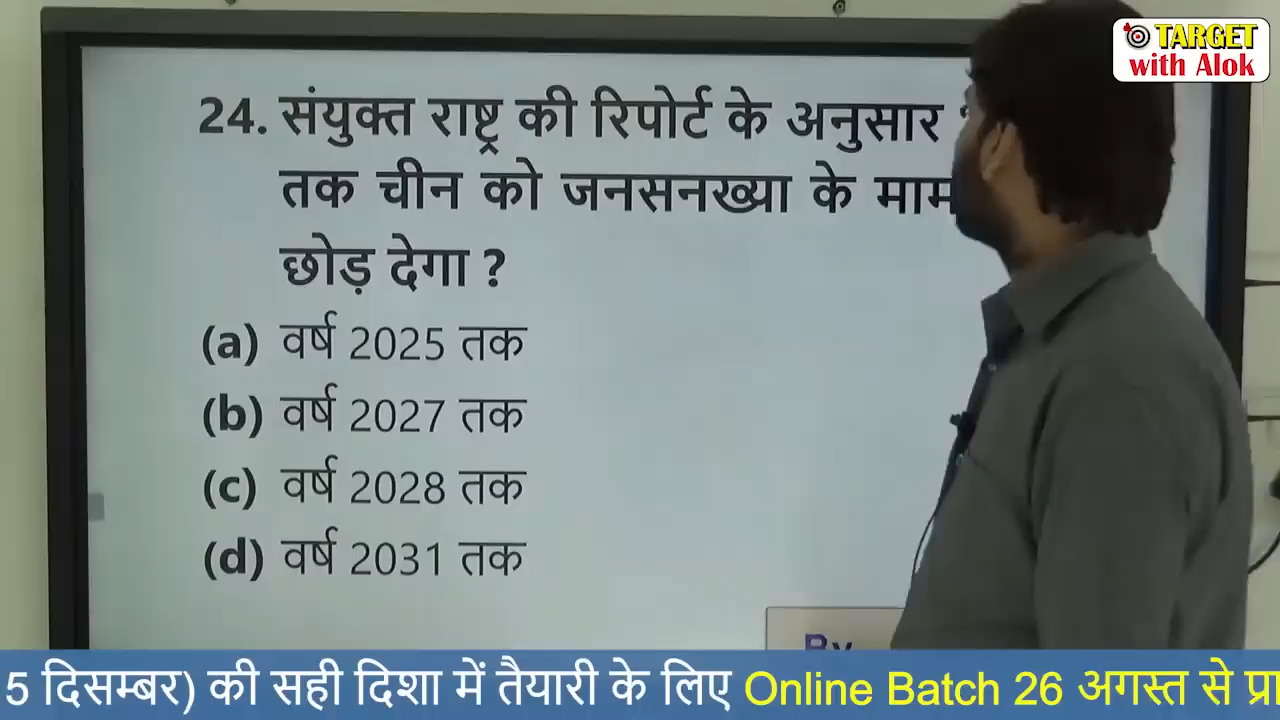 TARGET
with Alok
24. संयुक्त राष्ट्र की रिपोर्ट के अनुसार
तक चीन को जनसनख्या के माम
छोड़ देगा ?
(a) वर्ष 2025 तक
(b) वर्ष 2027 तक
(c) वर्ष 2028 तक
(d) वर्ष 2031 तक
By
5 दिसम्बर) की सही दिशा में तैयारी के लिए Online Batch 26 अगस्त से प्रा